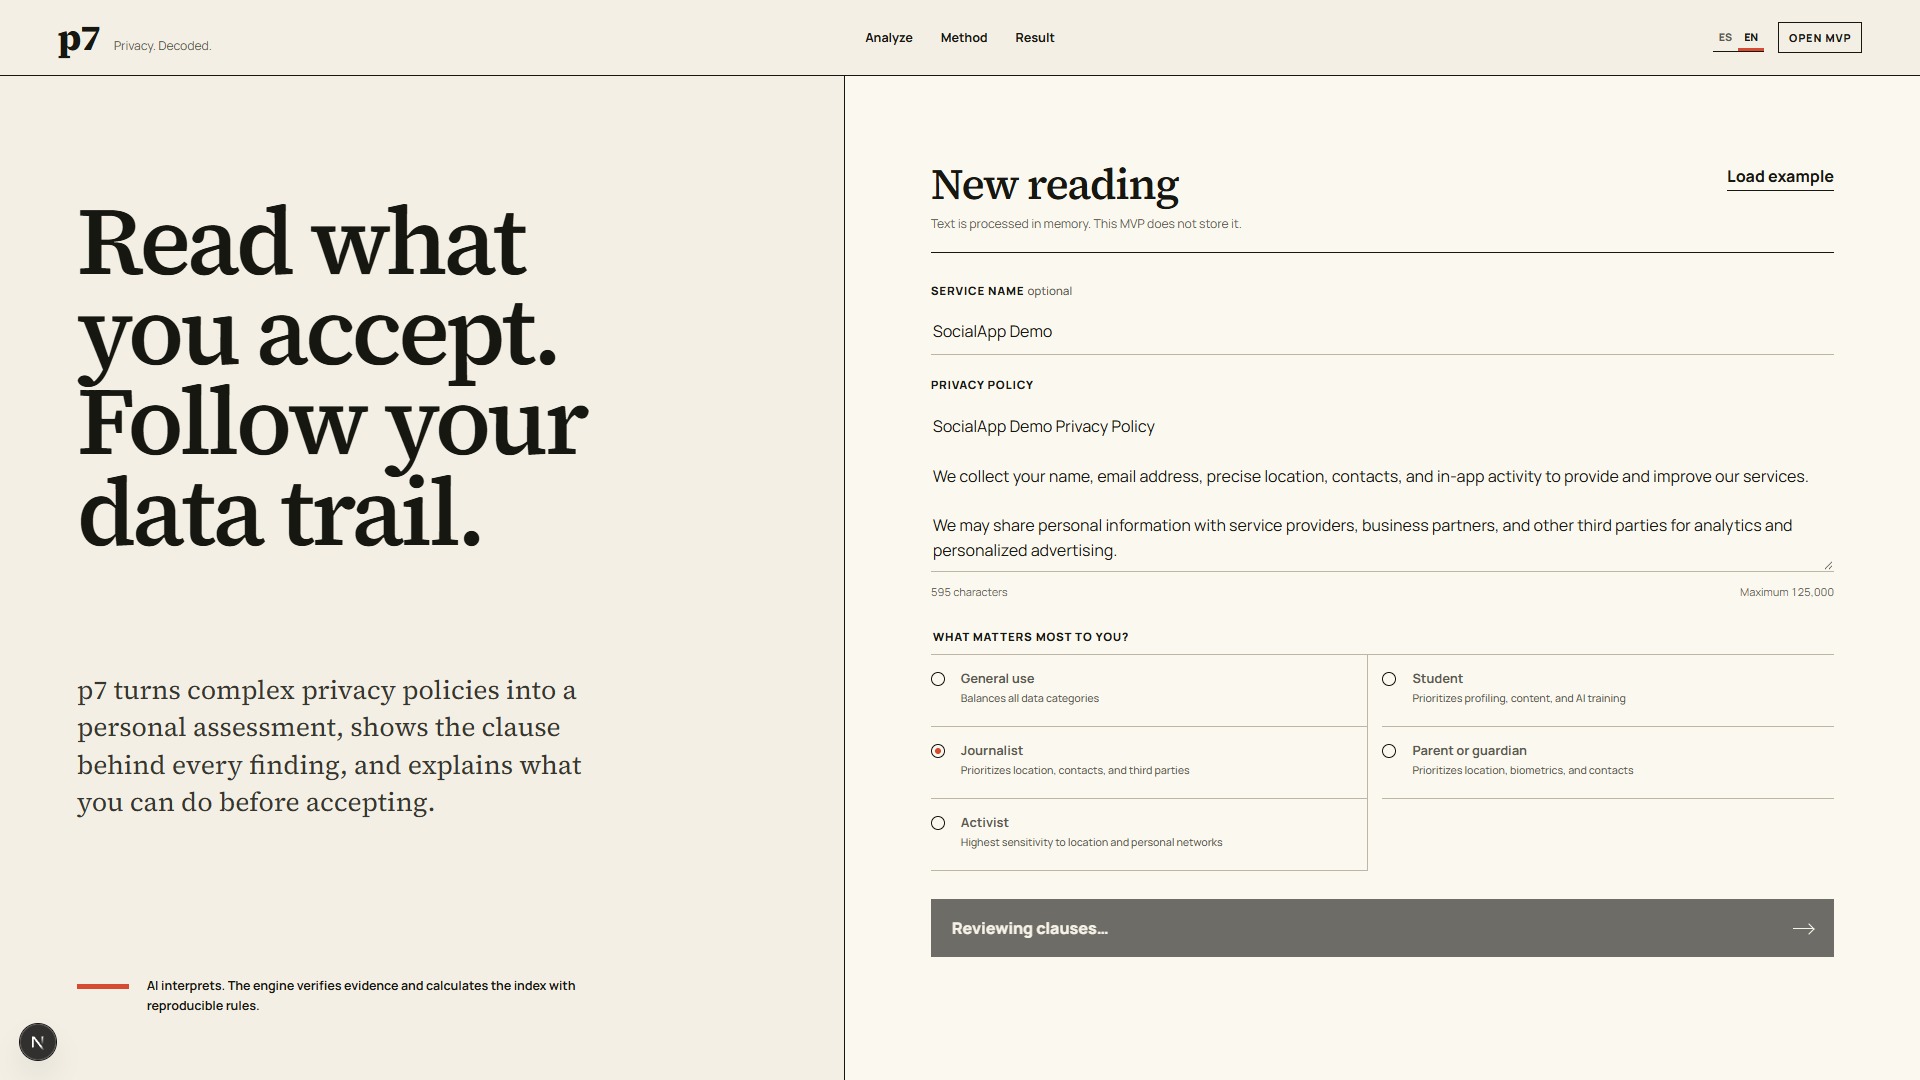 p7 Privacy. Decoded.
Analyze Method Result
ES EN OPEN MVP
Read what
you accept.
Follow your
data trail.
p7 turns complex privacy policies into a
personal assessment, shows the clause
behind every finding, and explains what
you can do before accepting.
AI interprets. The engine verifies evidence and calculates the index with
reproducible rules.
N
New reading
Load example
Text is processed in memory. This MVP does not store it.
SERVICE NAME optional
SocialApp Demo
PRIVACY POLICY
SocialApp Demo Privacy Policy
We collect your name, email address, precise location, contacts, and in-app activity to provide and improve our services.
We may share personal information with service providers, business partners, and other third parties for analytics and
personalized advertising.
595 characters
Maximum 125,000
WHAT MATTERS MOST TO YOU?
General use
Balances all data categories
Student
Prioritizes profiling, content, and AI training
Journalist
Prioritizes location, contacts, and third parties
Parent or guardian
Prioritizes location, biometrics, and contacts
Activist
Highest sensitivity to location and personal networks
Reviewing clauses…